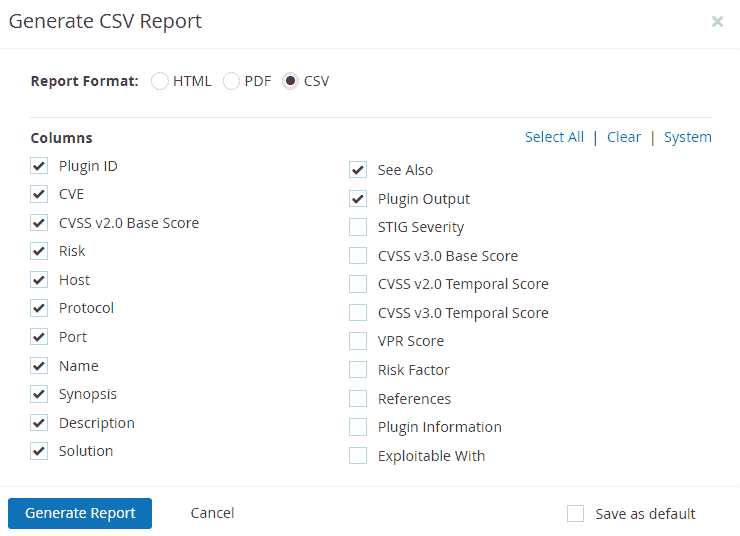 Generate CSV Report
Report Format: HTML PDF CSV
Columns
Select All | Clear | System
Plugin ID
CVE
CVSS v2.0 Base Score
Risk
Host
Protocol
Port
Name
Synopsis
Description
Solution
See Also
Plugin Output
STIG Severity
CVSS v3.0 Base Score
CVSS v2.0 Temporal Score
CVSS v3.0 Temporal Score
VPR Score
Risk Factor
References
Plugin Information
Exploitable With
Generate Report
Cancel
Save as default